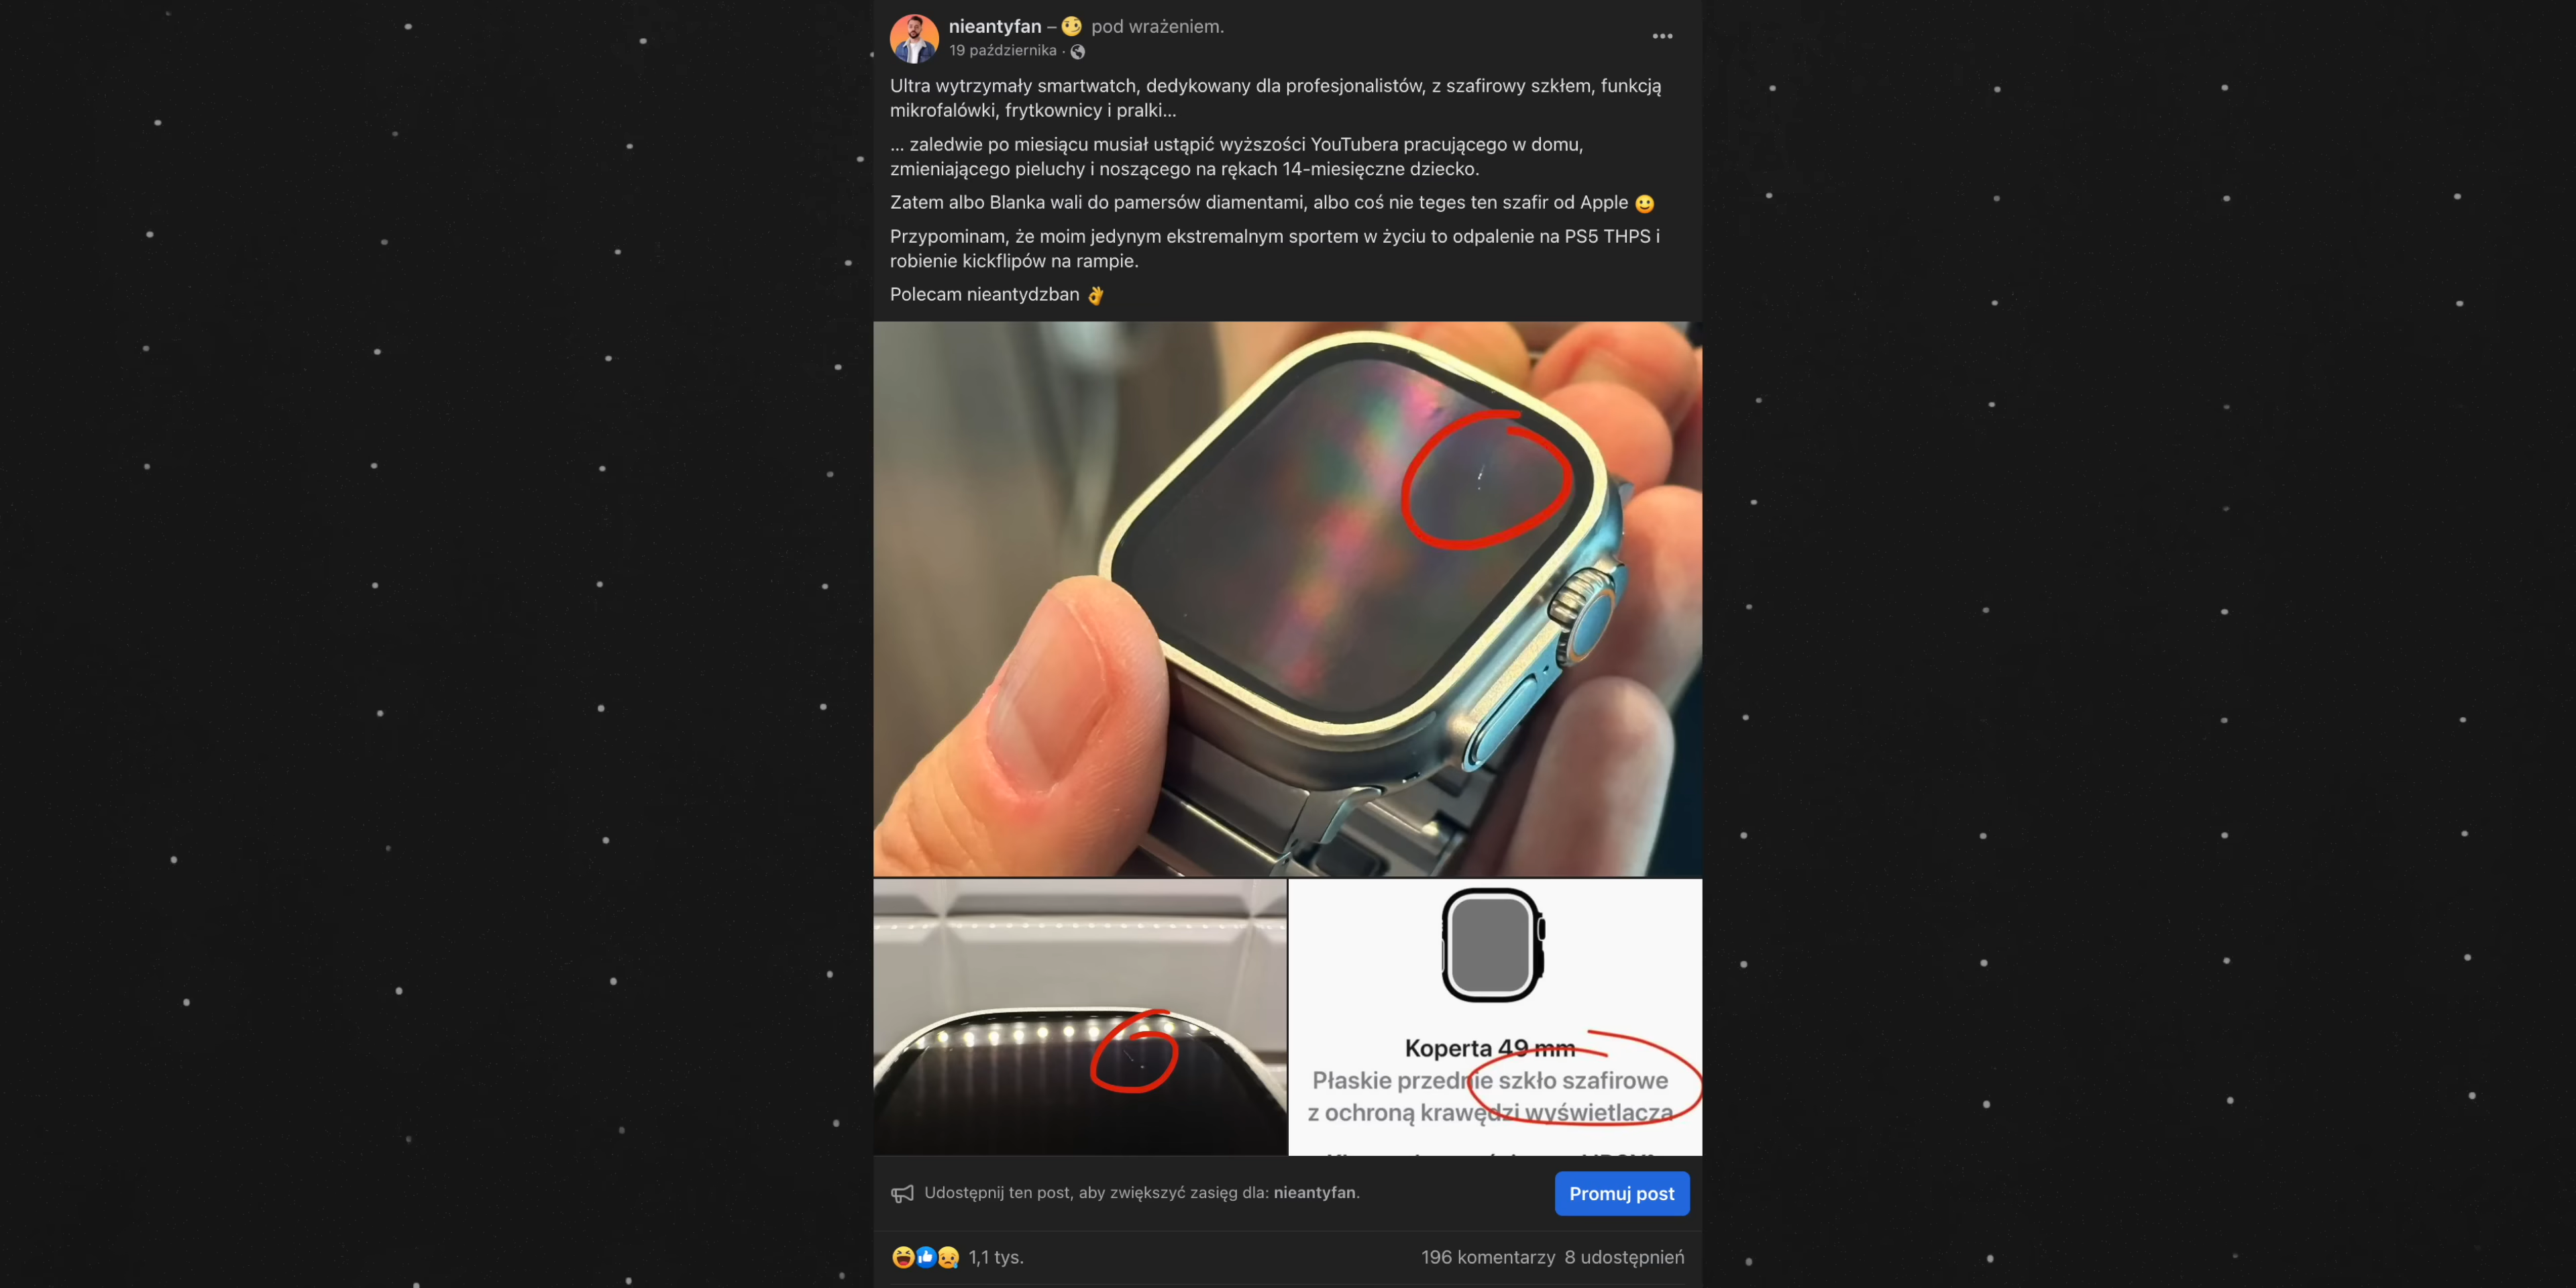 nieantyfan – 🤨 pod wrażeniem.
19 października ·
Ultra wytrzymały smartwatch, dedykowany dla profesjonalistów, z szafirowy szkłem, funkcją
mikrofalówki, frytkownicy i pralki...
... zaledwie po miesiącu musiał ustąpić wyższości YouTubera pracującego w domu,
zmieniającego pieluchy i noszącego na rękach 14-miesięczne dziecko.
Zatem albo Blanka wali do pamersów diamentami, albo coś nie teges ten szafir od Apple 😉
Przypominam, że moim jedynym ekstremalnym sportem w życiu to odpalenie na PS5 THPS i
robienie kickflipów na rampie.
Polecam nieantydzban 👌
Koperta 49 mm
Płaskie przednie szkło szafirowe
z ochroną krawędzi wyświetlacza
Udostępnij ten post, aby zwiększyć zasięg dla: nieantyfan.
Promuj post
1,1 tys.
196 komentarzy 8 udostępnień